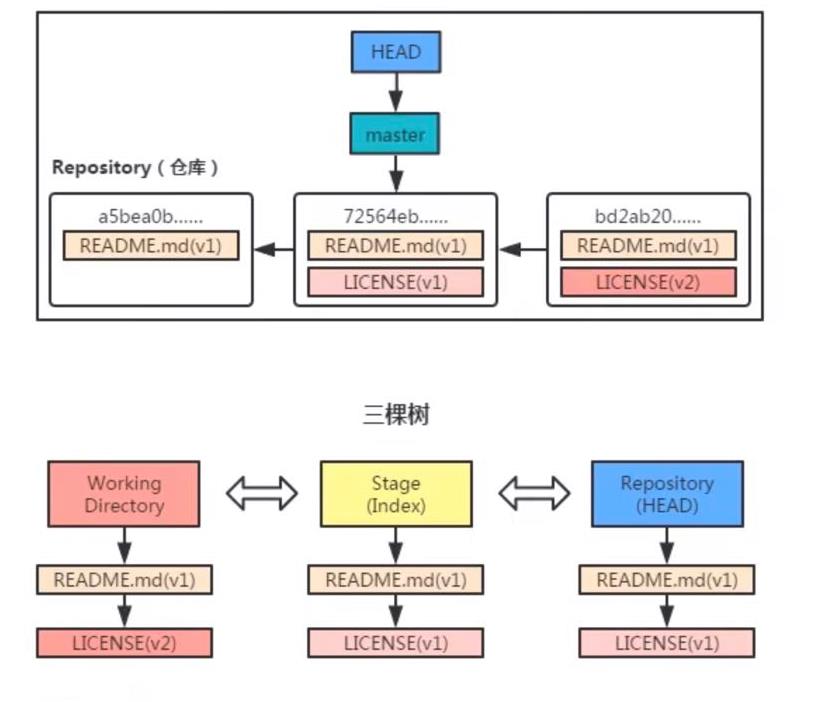 HEAD
master
Repository ( 仓库 )
a5bea0b......
README.md(v1)
72564eb......
README.md(v1)
LICENSE(v1)
bd2ab20......
README.md(v1)
LICENSE(v2)
三棵树
Working
Directory
README.md(v1)
LICENSE(v2)
Stage
(Index)
README.md(v1)
LICENSE(v1)
Repository
(HEAD)
README.md(v1)
LICENSE(v1)